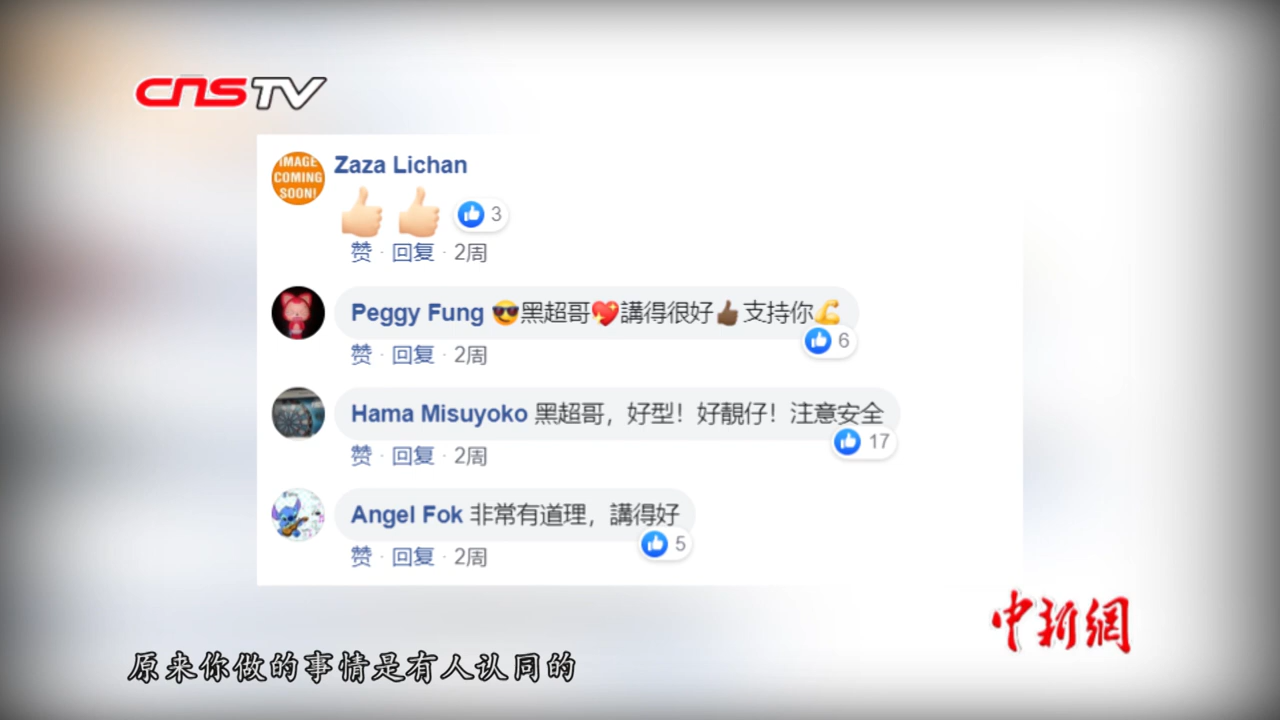 CNSTV
IMAGE
COMING
SOON!
Zaza Lichan
👍🏻 👍🏻 3
赞 · 回复 · 2周
Peggy Fung 😎黑超哥💖講得很好👍🏿支持你💪
6
赞 · 回复 · 2周
Hama Misuyoko 黑超哥，好型！好靚仔！注意安全
17
赞 · 回复 · 2周
Angel Fok 非常有道理，講得好
5
赞 · 回复 · 2周
中新網
原来你做的事情是有人认同的